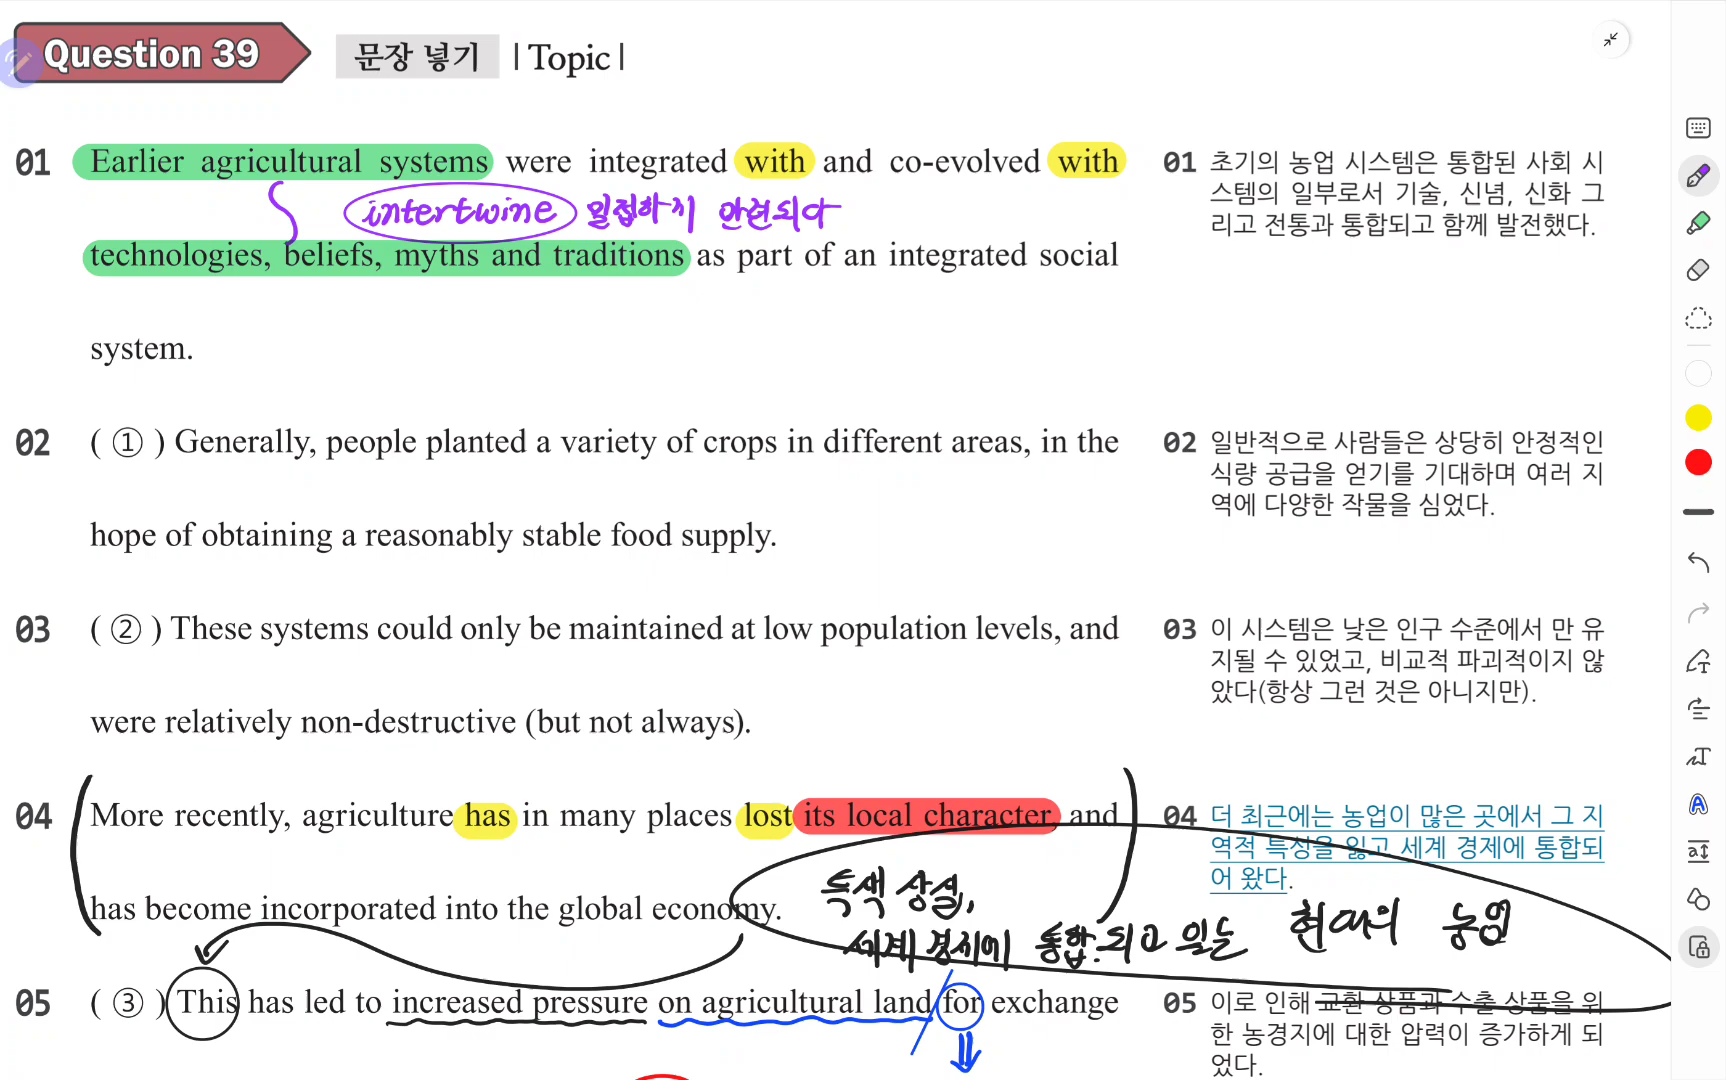 Question 39 문장 넣기 | Topic |
01 Earlier agricultural systems were integrated with and co-evolved with
intertwine 밀접하지 안련되다
technologies, beliefs, myths and traditions as part of an integrated social
system.
01 초기의 농업 시스템은 통합된 사회 시
스템의 일부로서 기술, 신념, 신화 그
리고 전통과 통합되고 함께 발전했다.
02 ( ① ) Generally, people planted a variety of crops in different areas, in the
hope of obtaining a reasonably stable food supply.
02 일반적으로 사람들은 상당히 안정적인
식량 공급을 얻기를 기대하며 여러 지
역에 다양한 작물을 심었다.
03 ( ② ) These systems could only be maintained at low population levels, and
were relatively non-destructive (but not always).
03 이 시스템은 낮은 인구 수준에서 만 유
지될 수 있었고, 비교적 파괴적이지 않
았다(항상 그런 것은 아니지만).
04 More recently, agriculture has in many places lost its local character, and
has become incorporated into the global economy.
특색 상실,
세계 경제에 통합되고 있는 현대의 농업
04 더 최근에는 농업이 많은 곳에서 그 지
역적 특징을 잃고 세계 경제에 통합되
어 왔다.
05 ( ③ ) This has led to increased pressure on agricultural land for exchange
05 이로 인해 교환 상품과 수출 상품을 위
한 농경지에 대한 압력이 증가하게 되
었다.